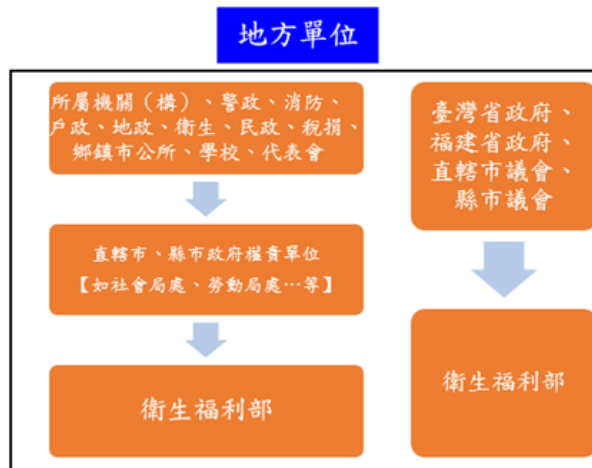 地方單位
所屬機關（構）、警政、消防、
戶政、地政、衛生、民政、稅捐、
鄉鎮市公所、學校、代表會
直轄市、縣市政府權責單位
【如社會局處、勞動局處…等】
衛生福利部
臺灣省政府、
福建省政府、
直轄市議會、
縣市議會
衛生福利部